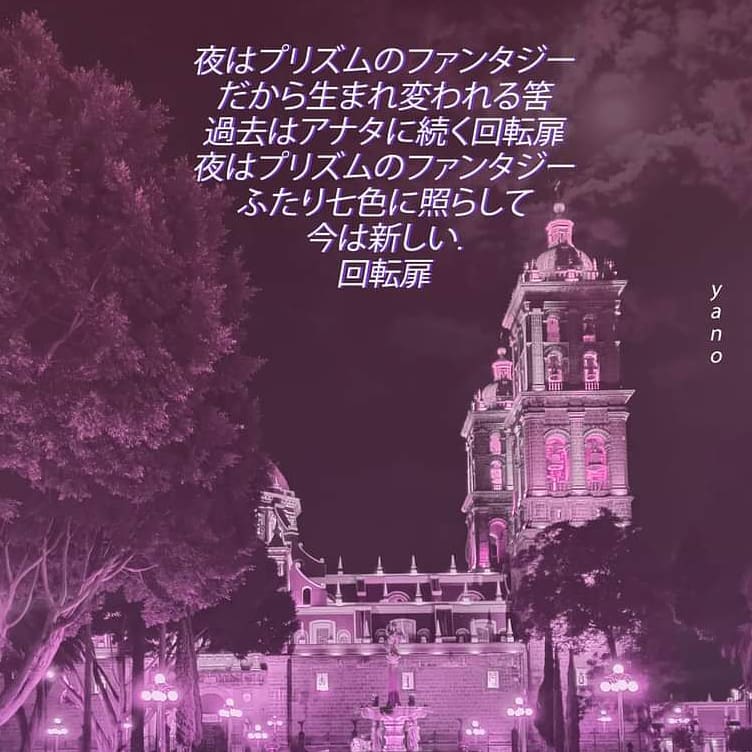 夜はプリズムのファンタジー
だから生まれ変われる筈
過去はアナタに続く回転扉
夜はプリズムのファンタジー
ふたり七色に照らして
今は新しい.
回転扉
yano